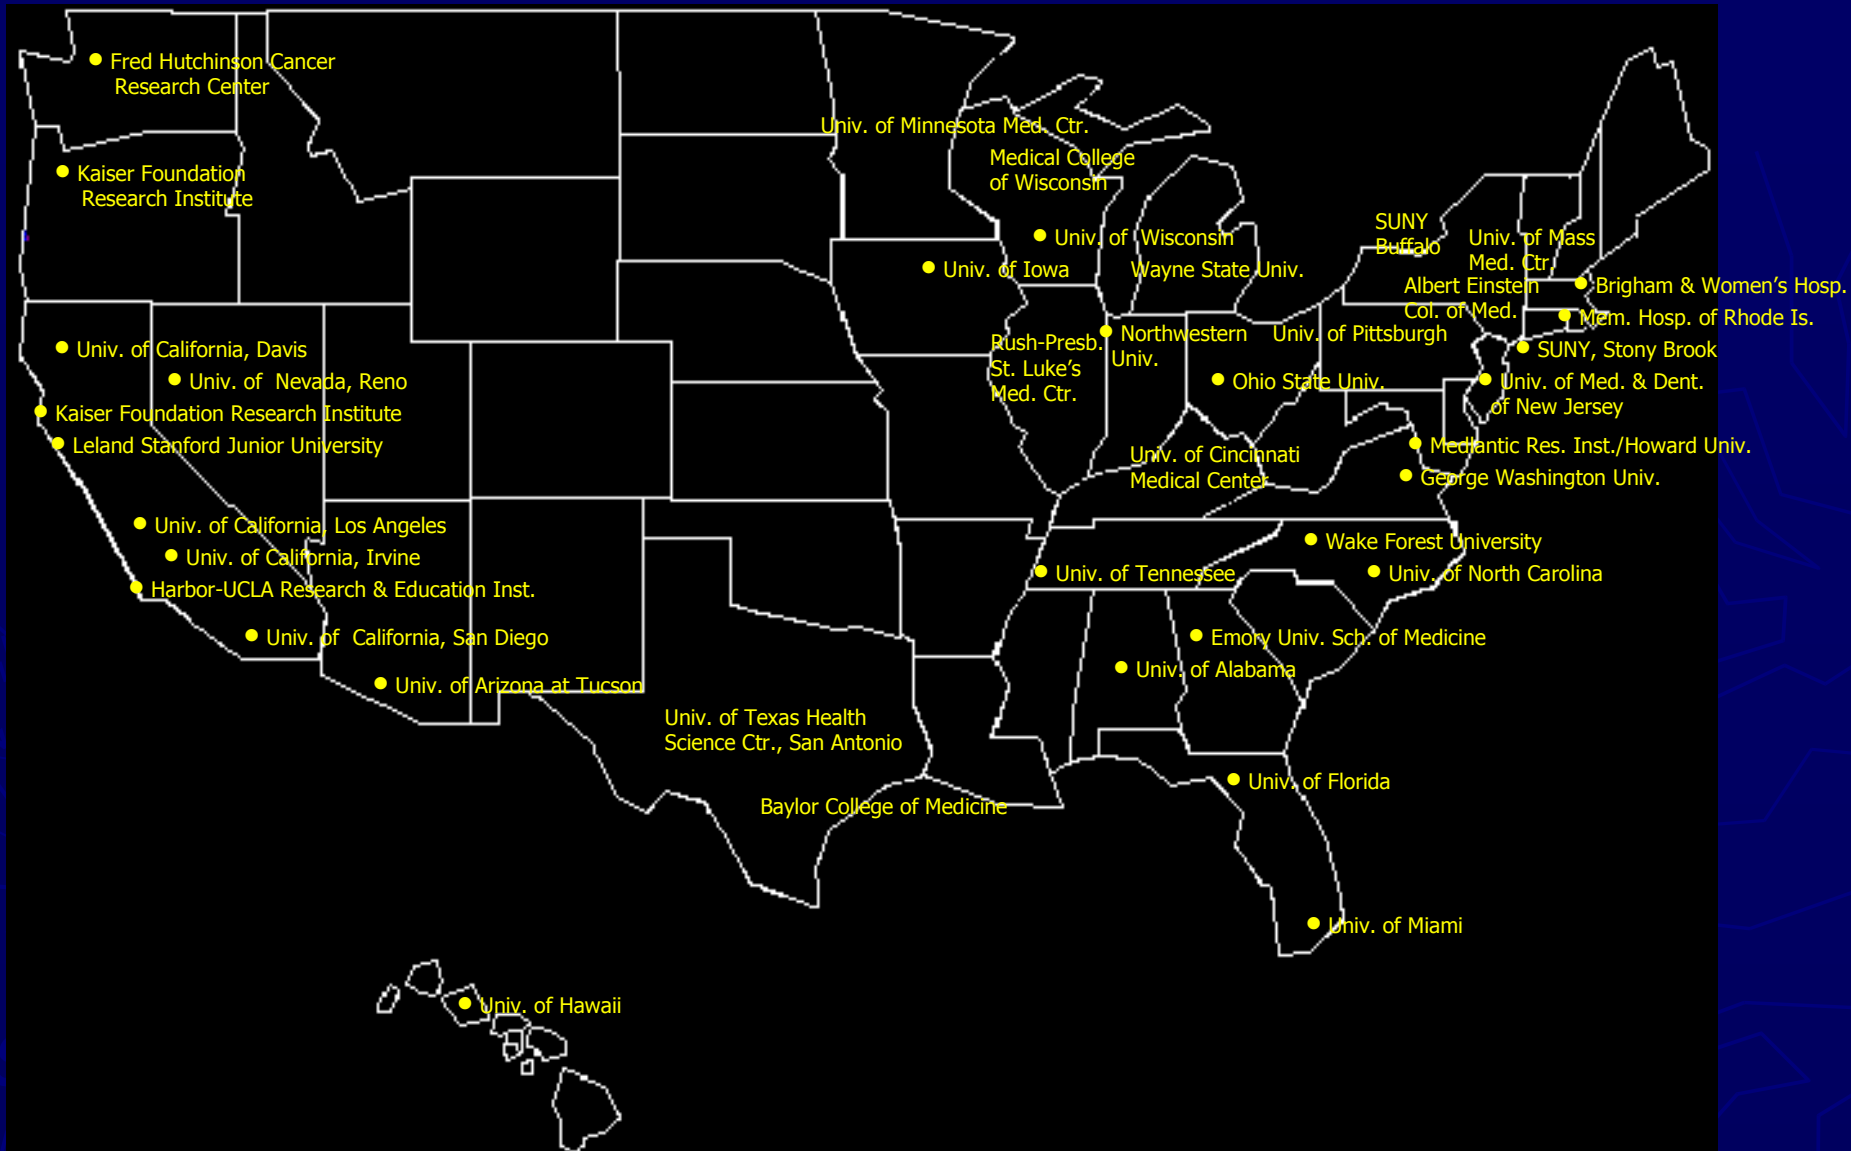 Fred Hutchinson Cancer
Research Center
Univ. of Minnesota Med. Ctr.
Medical College
of Wisconsin
Kaiser Foundation
Research Institute
SUNY
Buffalo
Univ. of Mass
Med. Ctr
Univ. of  Wisconsin
Univ. of Iowa
Wayne State Univ.
Albert Einstein
Col. of Med.
Brigham & Women’s Hosp.
Mem. Hosp. of Rhode Is.
Rush-Presb.
St. Luke’s
Med. Ctr.
Northwestern
Univ.
Univ. of Pittsburgh
SUNY, Stony Brook
Univ. of California, Davis
Univ. of  Nevada, Reno
Ohio State Univ.
Univ. of Med. & Dent.
of New Jersey
Kaiser Foundation Research Institute
Leland Stanford Junior University
Univ. of Cincinnati
Medical Center
Medlantic Res. Inst./Howard Univ.
George Washington Univ.
Univ. of California, Los Angeles
Univ. of California, Irvine
Harbor-UCLA Research & Education Inst.
Wake Forest University
Univ. of Tennessee
Univ. of North Carolina
Univ. of  California, San Diego
Emory Univ. Sch. of Medicine
Univ. of Alabama
Univ. of Arizona at Tucson
Univ. of Texas Health
Science Ctr., San Antonio
Univ. of Florida
Baylor College of Medicine
Univ. of Miami
Univ. of Hawaii